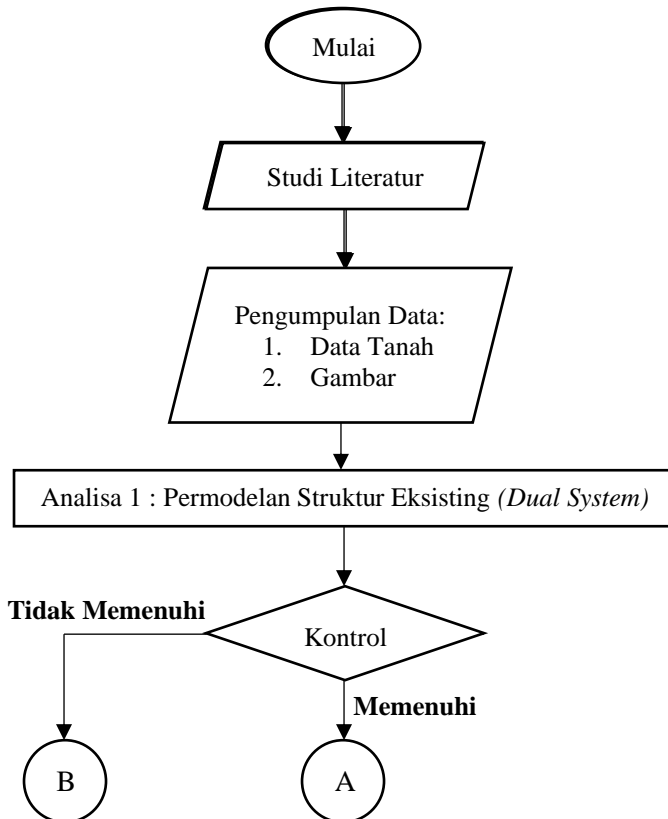 Mulai
Studi Literatur
Pengumpulan Data:
1. Data Tanah
2. Gambar
Analisa 1 : Permodelan Struktur Eksisting (Dual System)
Tidak Memenuhi
Kontrol
Memenuhi
B
A